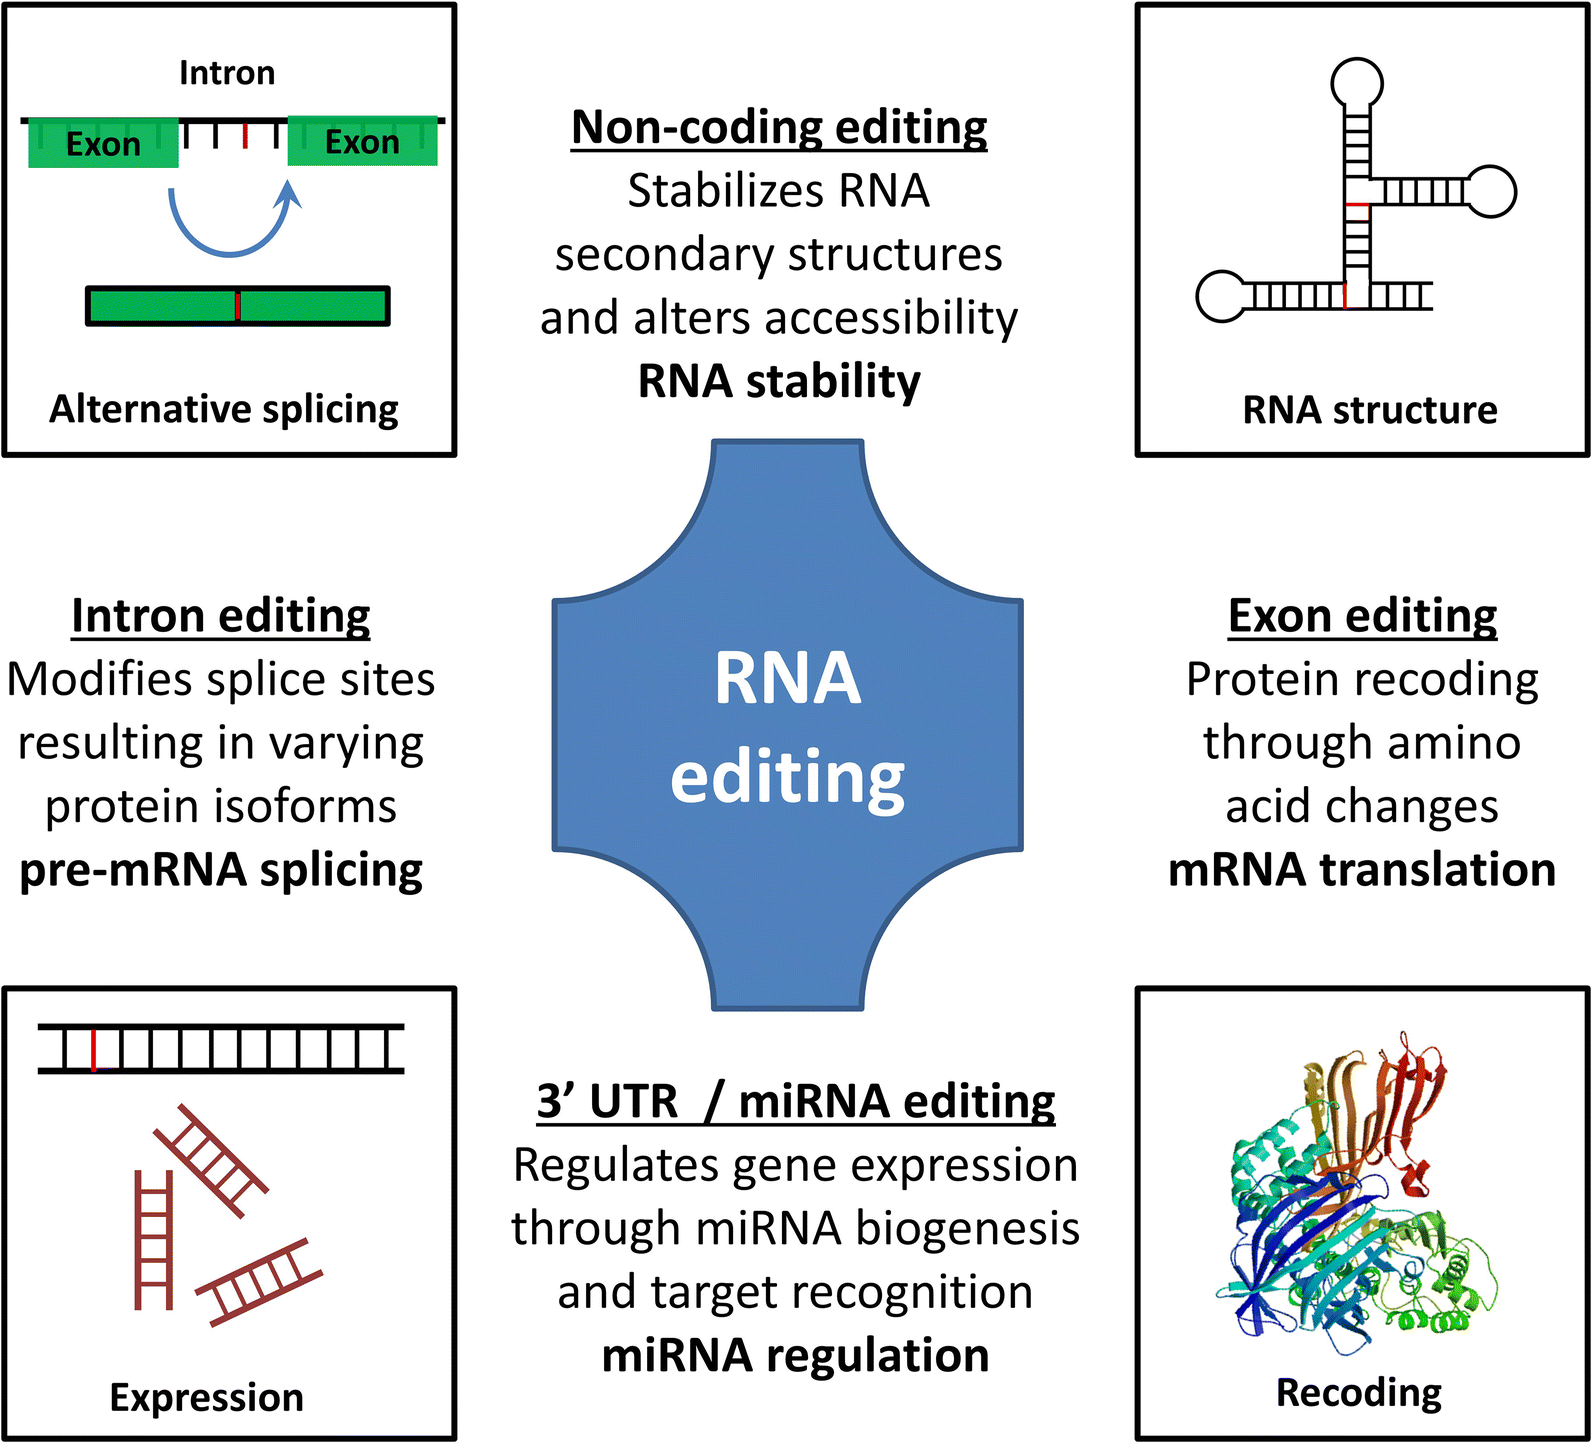 Intron
Exon
Exon
Alternative splicing
Non-coding editing
Stabilizes RNA
secondary structures
and alters accessibility
RNA stability
RNA structure
Intron editing
Modifies splice sites
resulting in varying
protein isoforms
pre-mRNA splicing
RNA
editing
Exon editing
Protein recoding
through amino
acid changes
mRNA translation
Expression
3’ UTR / miRNA editing
Regulates gene expression
through miRNA biogenesis
and target recognition
miRNA regulation
Recoding